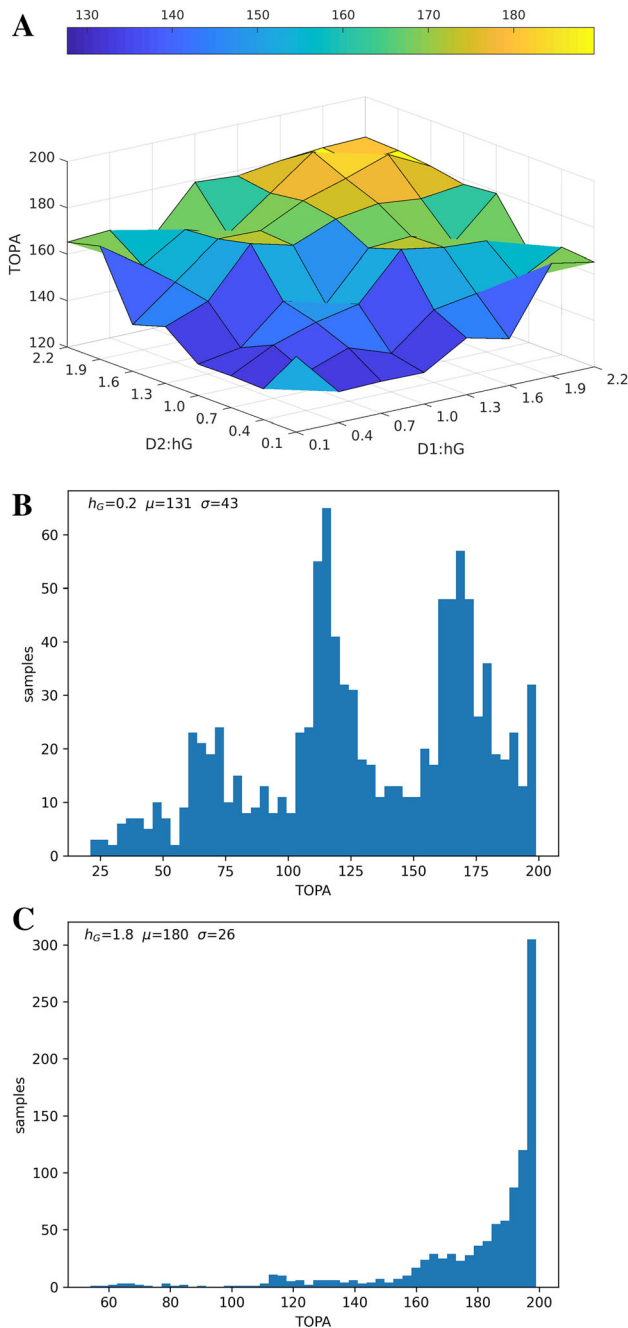 A
130 140 150 160 170 180
200
180
160
140
120
TOPA
2.2
1.9
1.6
1.3
1.0
0.7
0.4
0.1
D2:hG
0.1
0.4
0.7
1.0
1.3
1.6
1.9
2.2
D1:hG
B
h_G=0.2 μ=131 σ=43
60
50
40
30
20
10
0
samples
25 50 75 100 125 150 175 200
TOPA
C
h_G=1.8 μ=180 σ=26
300
250
200
150
100
50
0
samples
60 80 100 120 140 160 180 200
TOPA